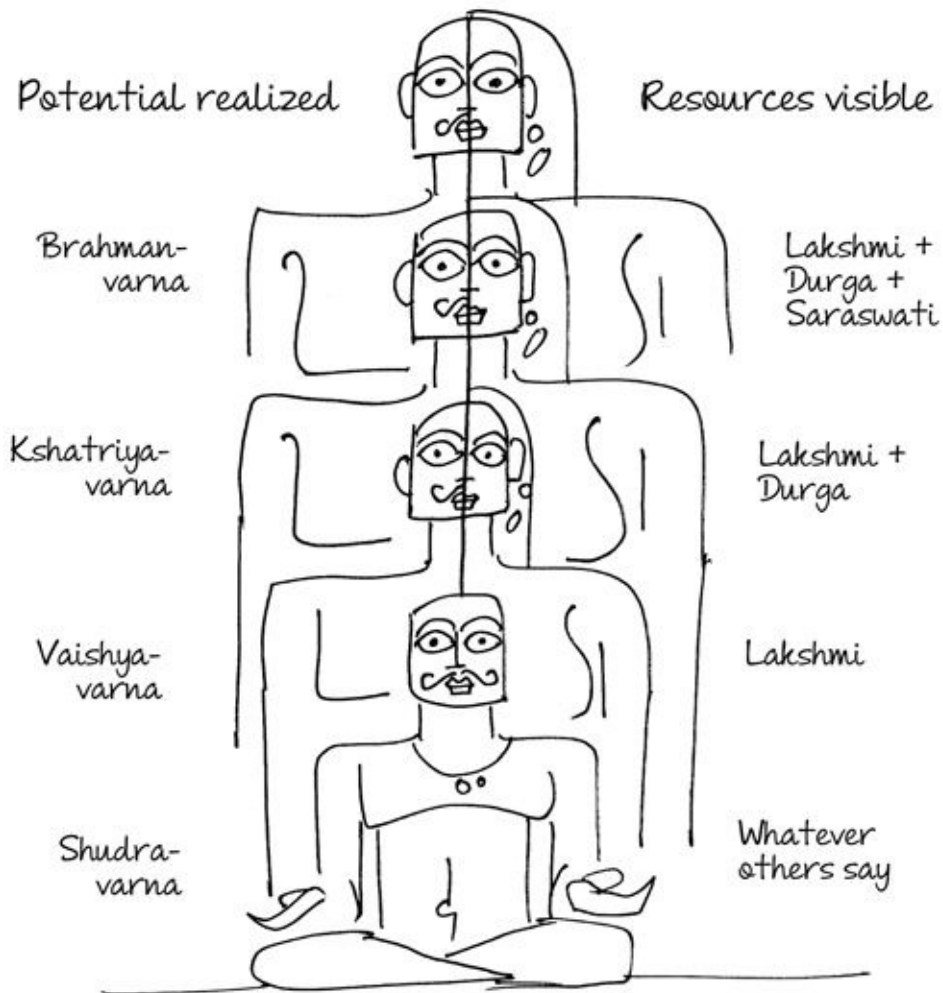 Potential realized
Resources visible
Brahman-
varna
Lakshmi +
Durga +
Saraswati
Kshatriya-
varna
Lakshmi +
Durga
Vaishya-
varna
Lakshmi
Shudra-
varna
Whatever
others say